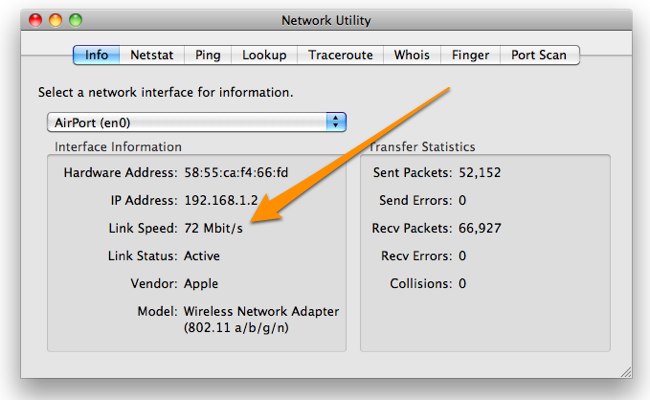 Network Utility
Info Netstat Ping Lookup Traceroute Whois Finger Port Scan
Select a network interface for information.
AirPort (en0)
Interface Information
Hardware Address: 58:55:ca:f4:66:fd
IP Address: 192.168.1.2
Link Speed: 72 Mbit/s
Link Status: Active
Vendor: Apple
Model: Wireless Network Adapter
(802.11 a/b/g/n)
Transfer Statistics
Sent Packets: 52,152
Send Errors: 0
Recv Packets: 66,927
Recv Errors: 0
Collisions: 0